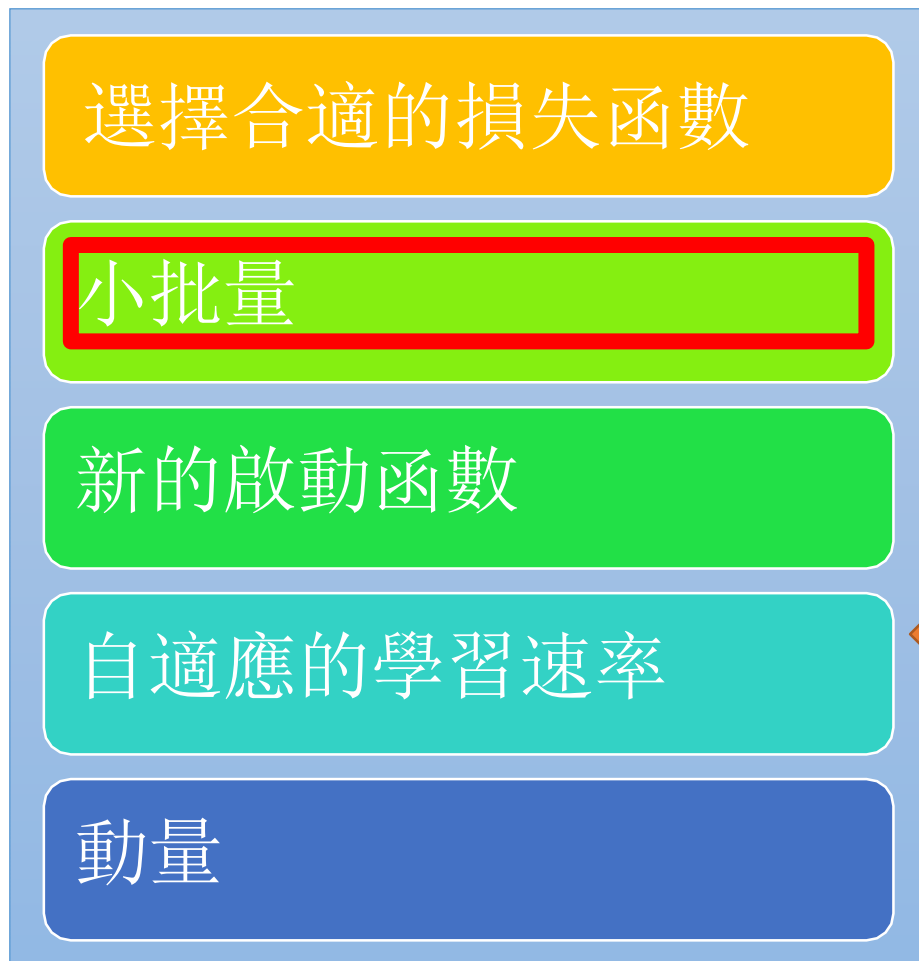 選擇合適的損失函數
小批量
新的啟動函數
自適應的學習速率
動量